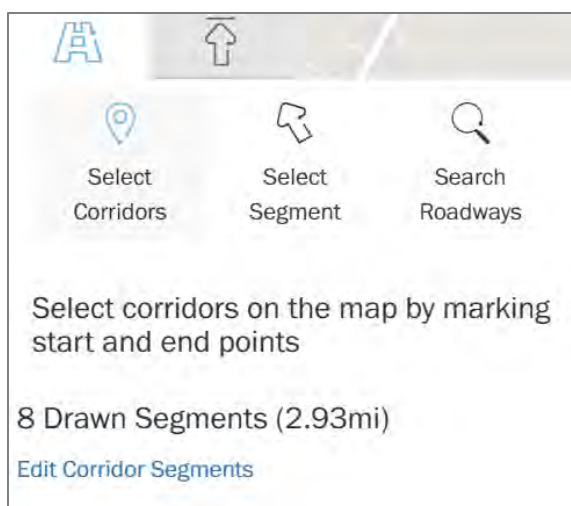 Select Select Search
Corridors Segment Roadways
Select corridors on the map by marking
start and end points
8 Drawn Segments (2.93mi)
Edit Corridor Segments